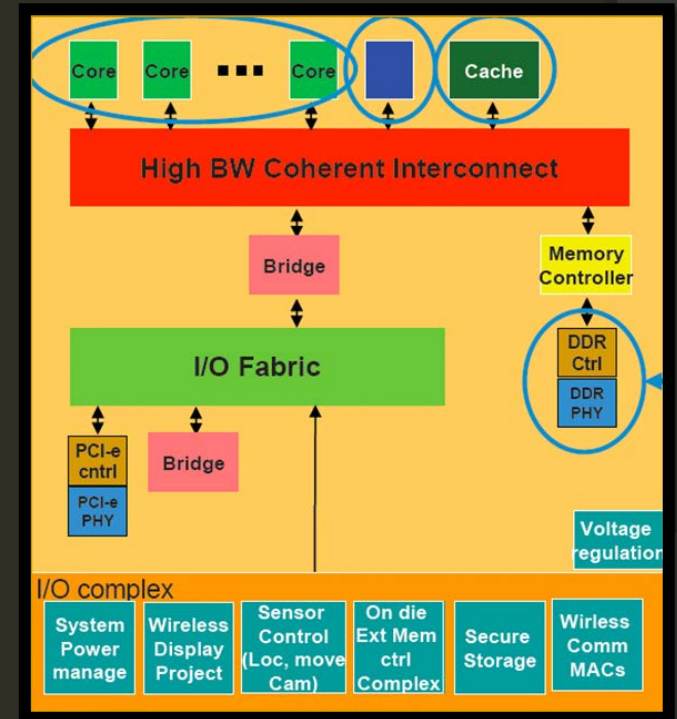 Core Core Core Cache
High BW Coherent Interconnect
Bridge
Memory
Controller
I/O Fabric
DDR
Ctrl
DDR
PHY
PCI-e
cntrl
PCI-e
PHY
Bridge
Voltage
regulation
I/O complex
System
Power
manage
Wireless
Display
Project
Sensor
Control
(Loc, move
Cam)
On die
Ext Mem
ctrl
Complex
Secure
Storage
Wirless
Comm
MACs